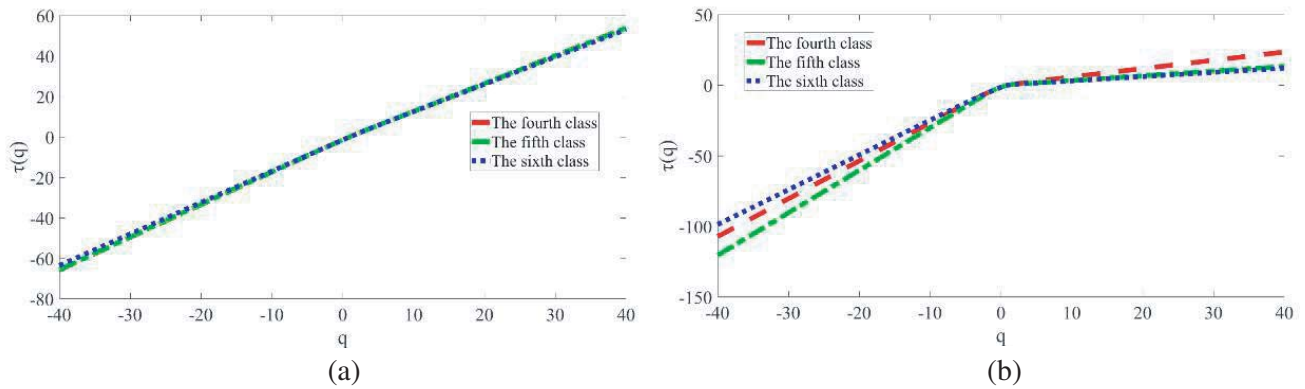 60
40
20
0
-20
-40
-60
-80
τ(q)
The fourth class
The fifth class
The sixth class
-40 -30 -20 -10 0 10 20 30 40
q
(a)
50
0
-50
-100
-150
τ(q)
The fourth class
The fifth class
The sixth class
-40 -30 -20 -10 0 10 20 30 40
q
(b)